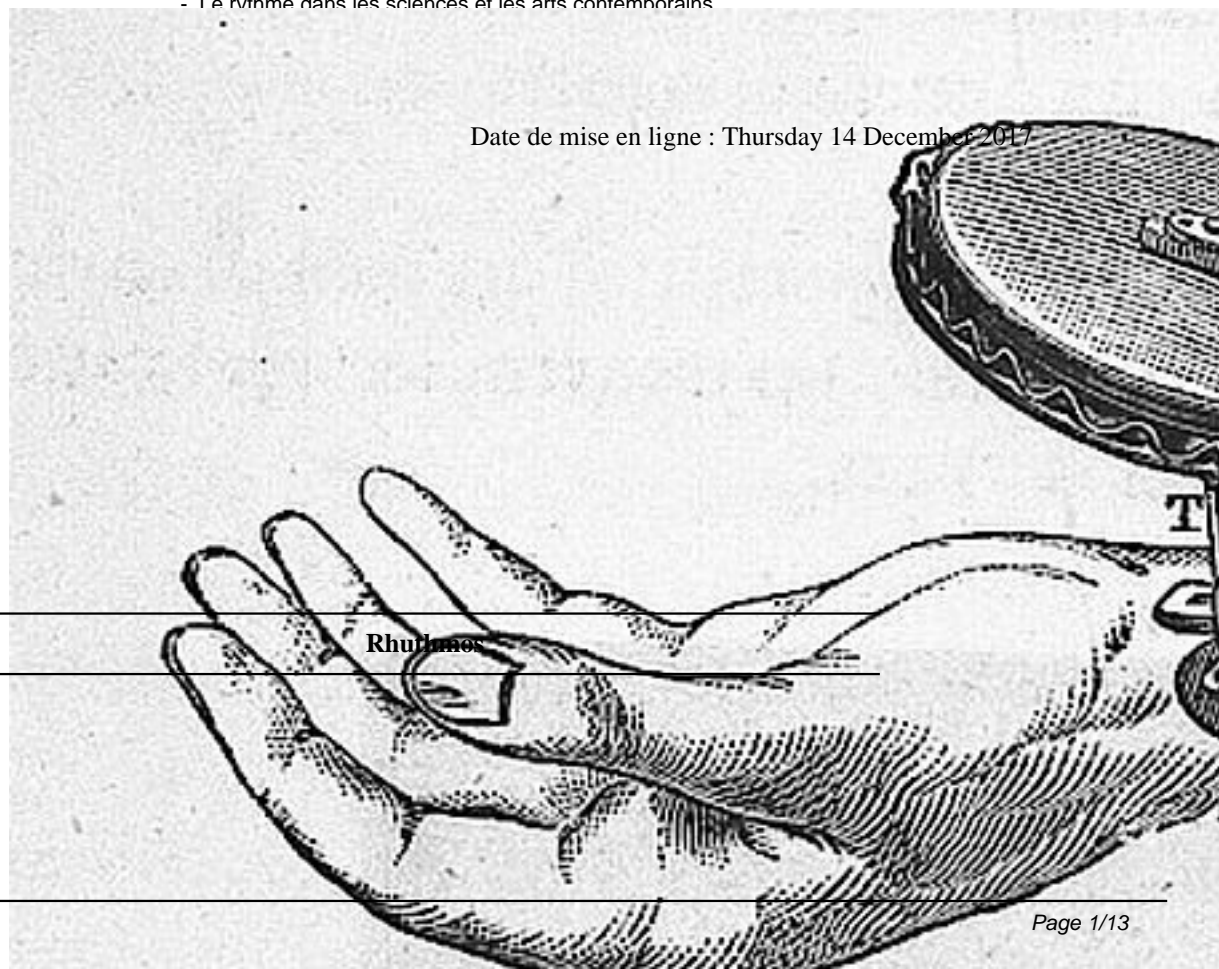 - Le rythme dans les sciences et les arts contemporains
Date de mise en ligne : Thursday 14 December 2017
T
Rhuthmos
Page 1/13